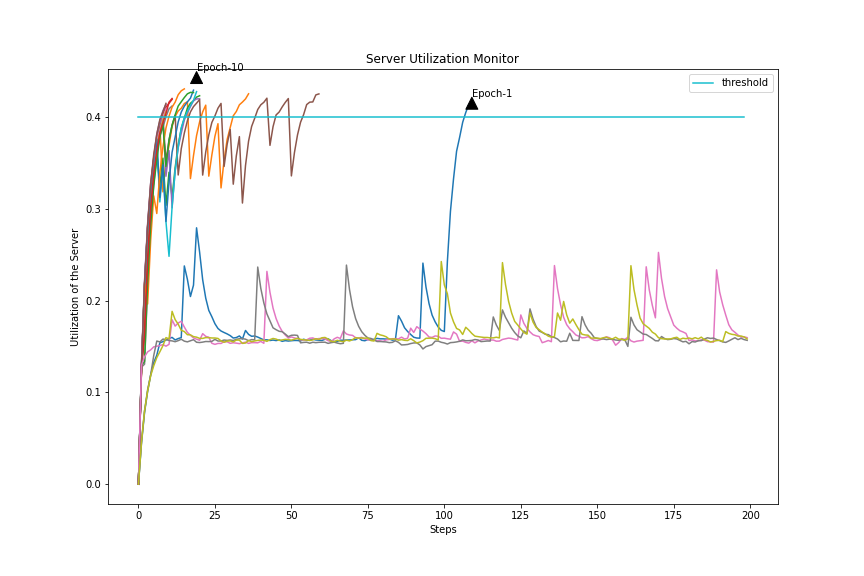 Server Utilization Monitor
Epoch-10
Epoch-1
threshold
Utilization of the Server
0.4
0.3
0.2
0.1
0.0
0
25
50
75
100
125
150
175
200
Steps